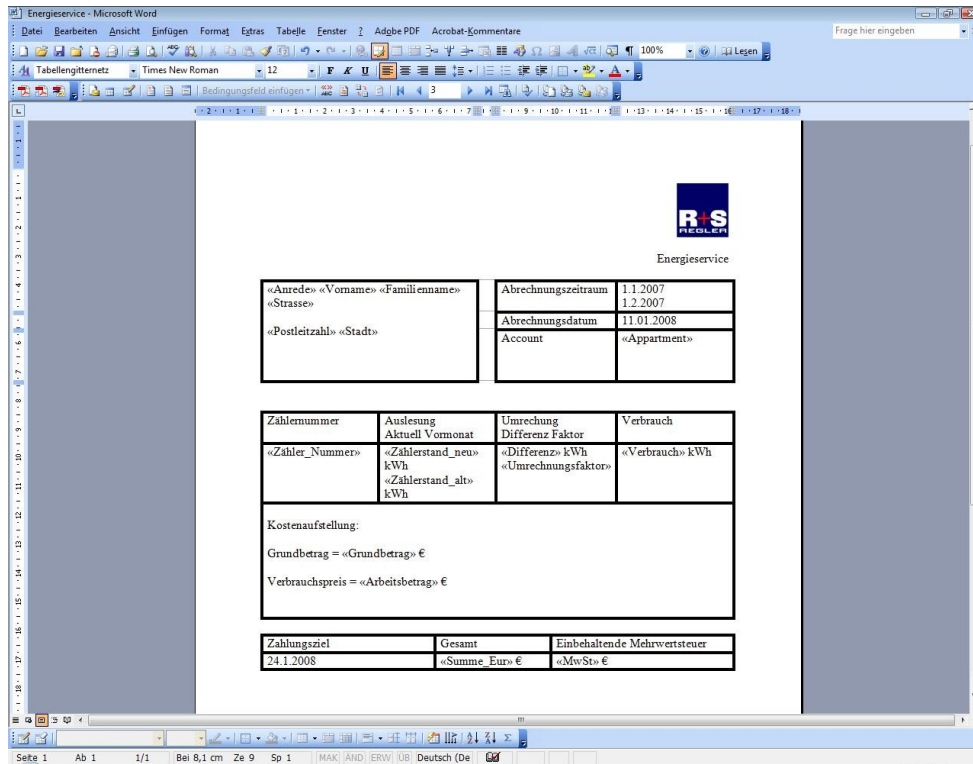 Energieservice - Microsoft Word
Datei Bearbeiten Ansicht Einfügen Format Extras Tabelle Fenster ? Adobe PDF Acrobat-Kommentare
Frage hier eingeben
100% Lesen
Tabellengitternetz Times New Roman 12 F K U
Bedingungsfeld einfügen 3
R+S
REGLER
Energieservice
«Anrede» «Vorname» «Familienname»
«Strasse»
«Postleitzahl» «Stadt»
Abrechnungszeitraum 1.1.2007
1.2.2007
Abrechnungsdatum 11.01.2008
Account «Appartment»
Zählernummer
Auslesung
Aktuell Vormonat
Umrechung
Differenz Faktor
Verbrauch
«Zähler_Nummer»
«Zählerstand_neu»
kWh
«Zählerstand_alt»
kWh
«Differenz» kWh
«Umrechnungsfaktor»
«Verbrauch» kWh
Kostenaufstellung:
Grundbetrag = «Grundbetrag» €
Verbrauchspreis = «Arbeitsbetrag» €
Zahlungsziel Gesamt Einbehaltende Mehrwertsteuer
24.1.2008 «Summe_Eur» € «MwSt» €
Seite 1 Ab 1 1/1 Bei 8,1 cm Ze 9 Sp 1 MAK ÄND ERW ÜB Deutsch (De